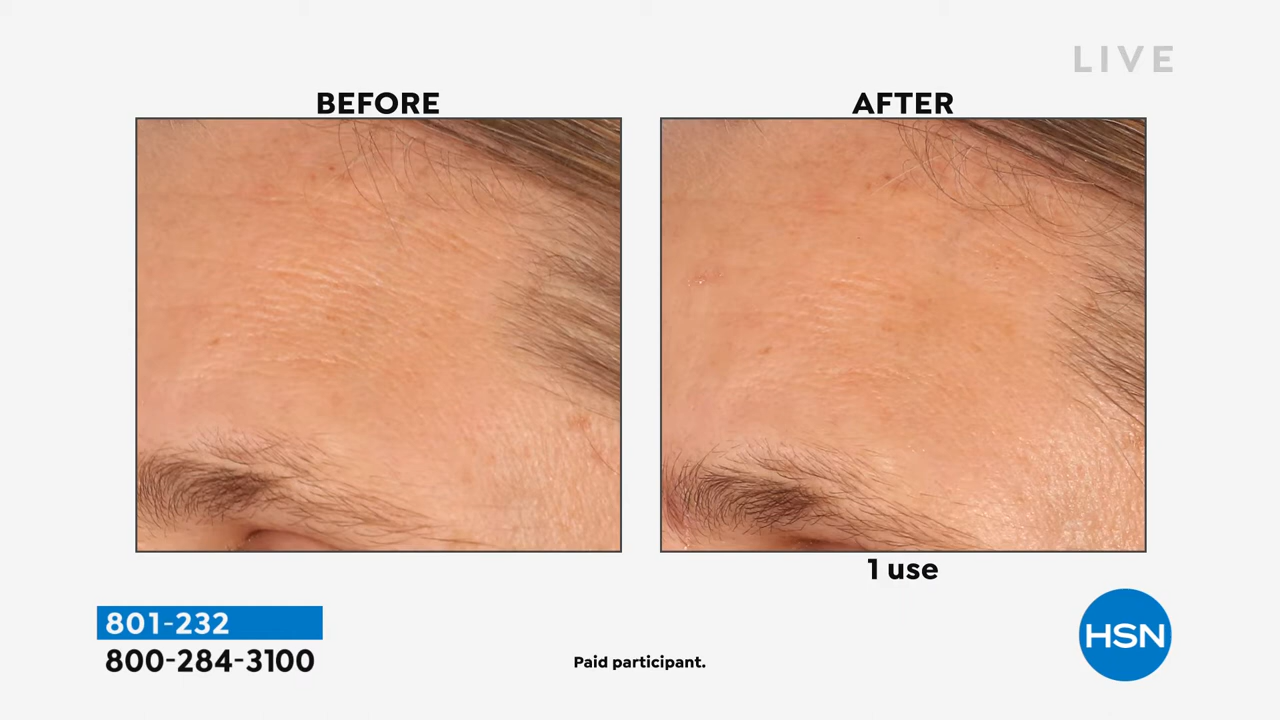 LIVE
BEFORE
AFTER
1 use
801-232
800-284-3100
Paid participant.
HSN